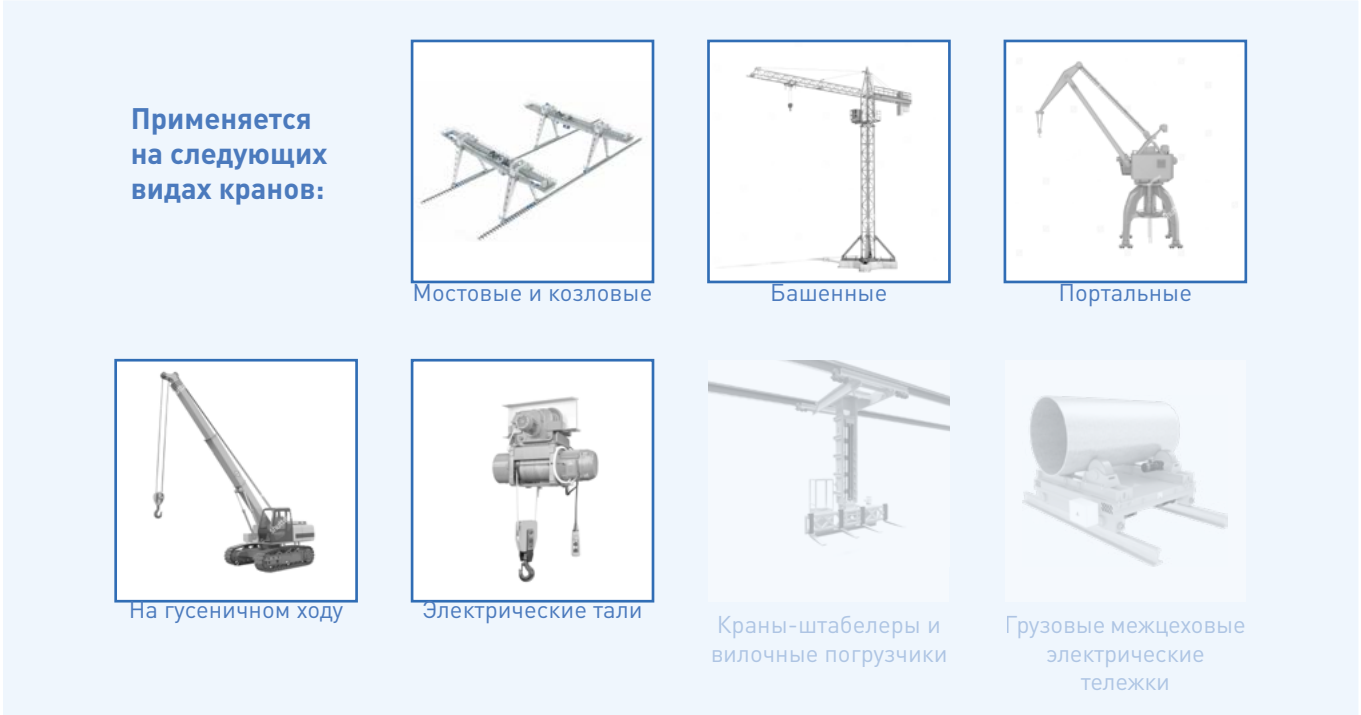 Применяется
на следующих
видах кранов:
Мостовые и козловые
Башенные
Портальные
На гусеничном ходу
Электрические тали
Краны-штабелеры и
вилочные погрузчики
Грузовые межцеховые
электрические
тележки